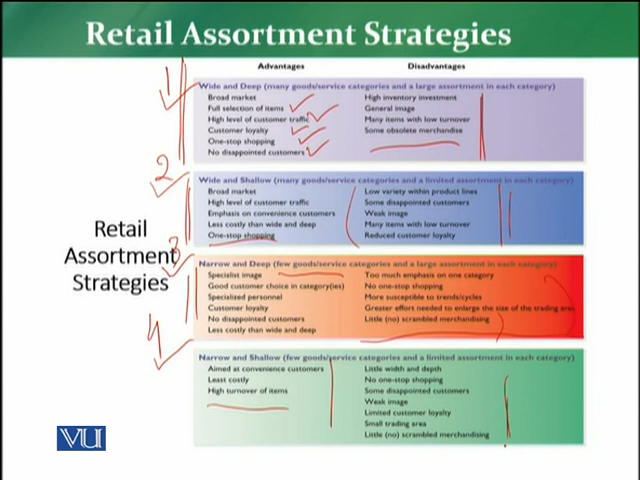 Retail Assortment Strategies
Advantages Disadvantages
Wide and Deep (many goods/service categories and a large assortment in each category)
Broad market High inventory investment
Full selection of items General image
High level of customer traffic Many items with low turnover
Customer loyalty Some obsolete merchandise
One-stop shopping
No disappointed customers
Wide and Shallow (many goods/service categories and a limited assortment in each category)
Broad market Low variety within product lines
High level of customer traffic Some disappointed customers
Emphasis on convenience customers Weak image
Less costly than wide and deep Many items with low turnover
One-stop shopping Reduced customer loyalty
Narrow and Deep (few goods/service categories and a large assortment in each category)
Specialist image Too much emphasis on one category
Good customer choice in category(ies) No one-stop shopping
Specialized personnel More susceptible to trends/cycles
Customer loyalty Greater effort needed to enlarge the size of the trading area
No disappointed customers Little (no) scrambled merchandising
Less costly than wide and deep
Narrow and Shallow (few goods/service categories and a limited assortment in each category)
Aimed at convenience customers Little width and depth
Least costly No one-stop shopping
High turnover of items Some disappointed customers
Weak image
Limited customer loyalty
Small trading area
Little (no) scrambled merchandising
Retail
Assortment
Strategies
1
2
3
4
VU